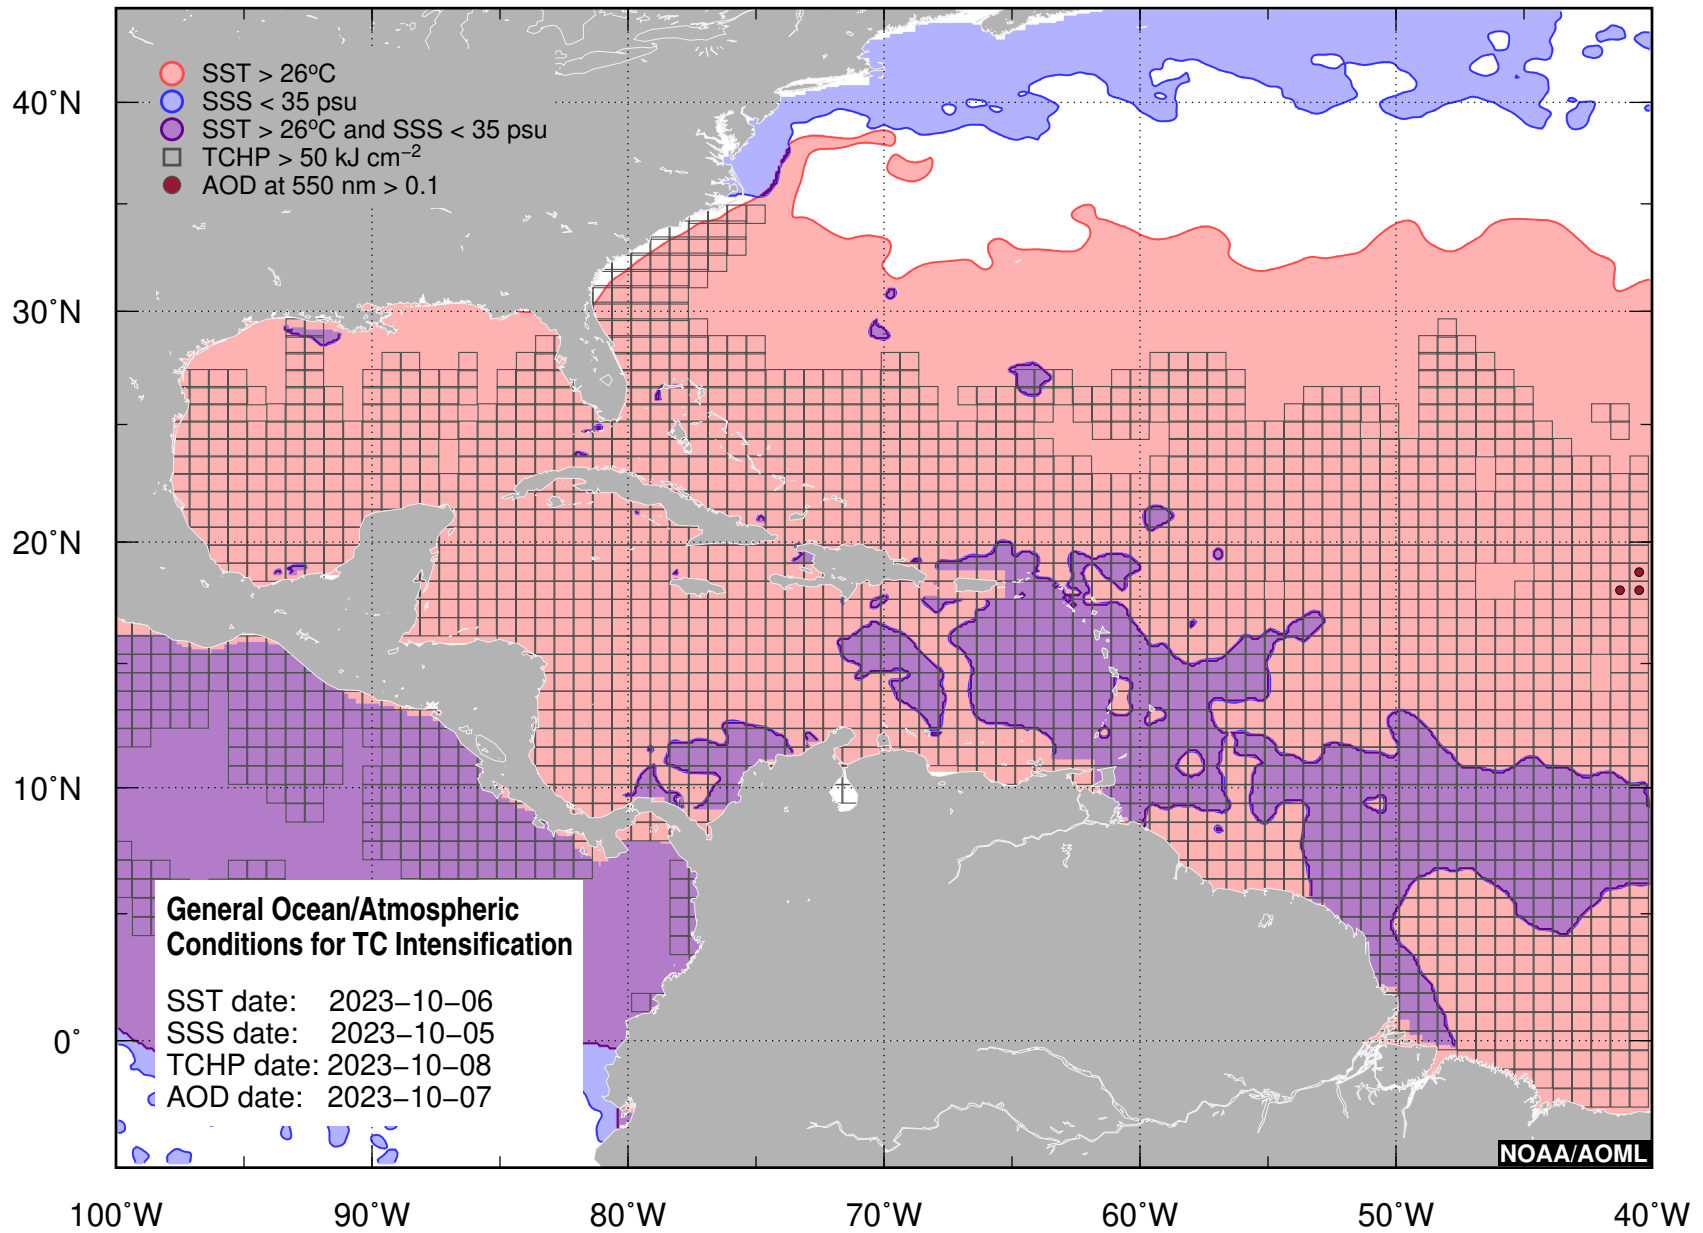 SST > 26°C
SSS < 35 psu
SST > 26°C and SSS < 35 psu
TCHP > 50 kJ cm⁻²
AOD at 550 nm > 0.1
40˚N
30˚N
20˚N
10˚N
0˚
General Ocean/Atmospheric
Conditions for TC Intensification
SST date: 2023−10−06
SSS date: 2023−10−05
TCHP date: 2023−10−08
AOD date: 2023−10−07
NOAA/AOML
100˚W 90˚W 80˚W 70˚W 60˚W 50˚W 40˚W